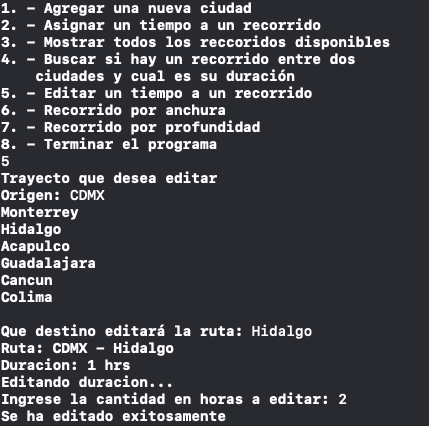 1. - Agregar una nueva ciudad
2. - Asignar un tiempo a un recorrido
3. - Mostrar todos los reccoridos disponibles
4. - Buscar si hay un recorrido entre dos
ciudades y cual es su duración
5. - Editar un tiempo a un recorrido
6. - Recorrido por anchura
7. - Recorrido por profundidad
8. - Terminar el programa
5
Trayecto que desea editar
Origen: CDMX
Monterrey
Hidalgo
Acapulco
Guadalajara
Cancun
Colima
Que destino editará la ruta: Hidalgo
Ruta: CDMX - Hidalgo
Duracion: 1 hrs
Editando duracion...
Ingrese la cantidad en horas a editar: 2
Se ha editado exitosamente